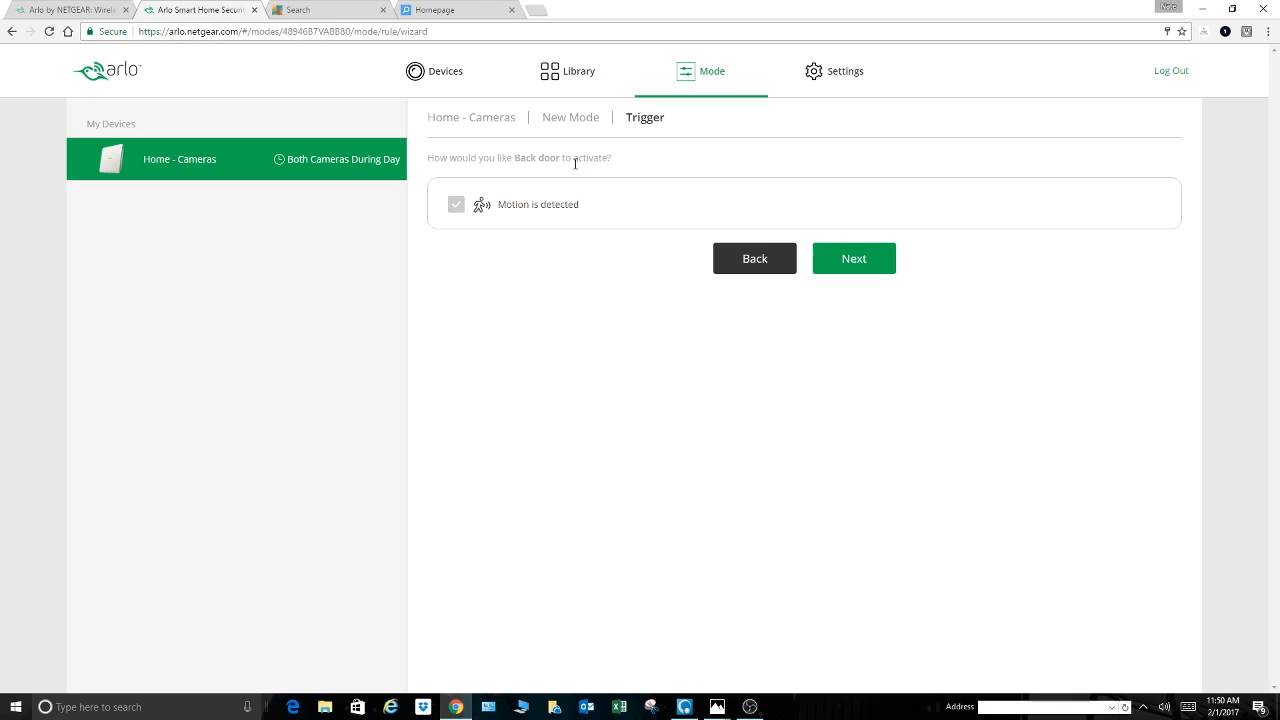 Arlo by NETGEAR: Wirele
Arlo Smart Home Securit
Search
Homepage
Secure
https://arlo.netgear.com/#/modes/48946B7VABB80/mode/rule/wizard
arlo
Devices
Library
Mode
Settings
Log Out
My Devices
Home - Cameras
Both Cameras During Day
Home - Cameras | New Mode | Trigger
How would you like Back door to activate?
Motion is detected
Back
Next
Type here to search
Address
11:50 AM
2/1/2017